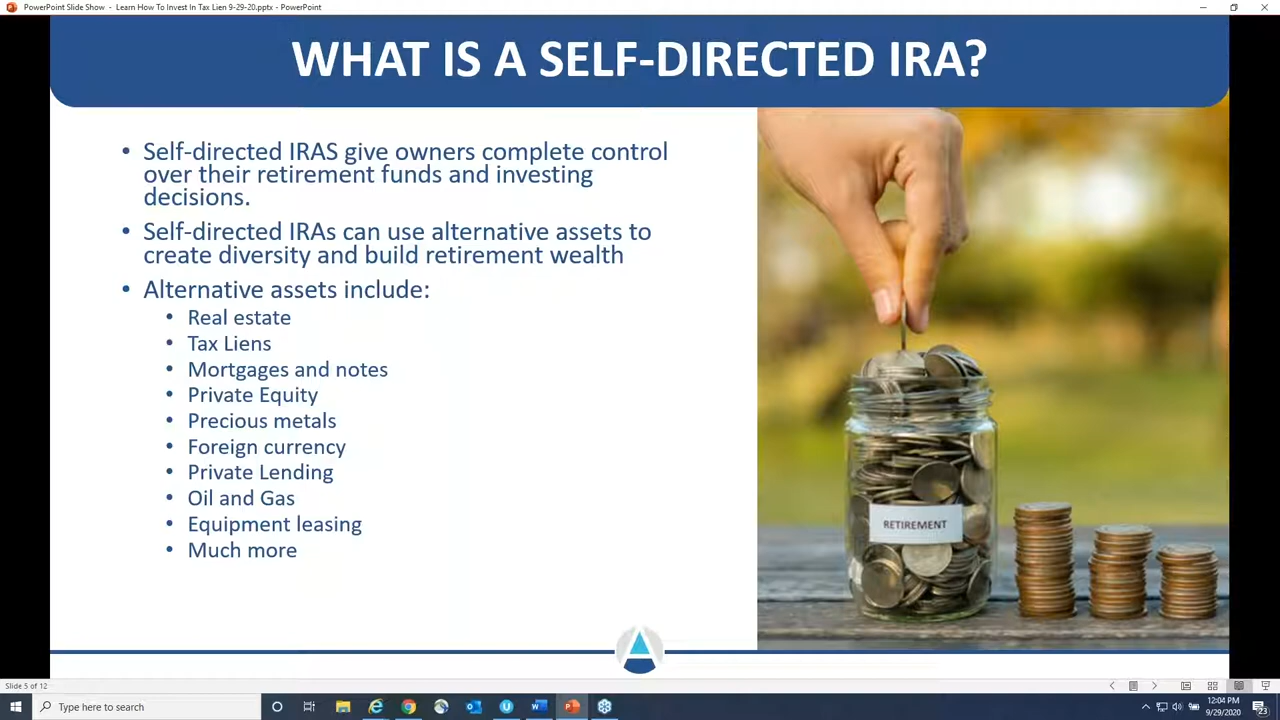 PowerPoint Slide Show - Learn How To Invest In Tax Lien 9-29-20.pptx - PowerPoint
WHAT IS A SELF-DIRECTED IRA?
• Self-directed IRAS give owners complete control
over their retirement funds and investing
decisions.
• Self-directed IRAs can use alternative assets to
create diversity and build retirement wealth
• Alternative assets include:
• Real estate
• Tax Liens
• Mortgages and notes
• Private Equity
• Precious metals
• Foreign currency
• Private Lending
• Oil and Gas
• Equipment leasing
• Much more
RETIREMENT
Slide 5 of 12
Type here to search
12:04 PM
9/29/2020
23